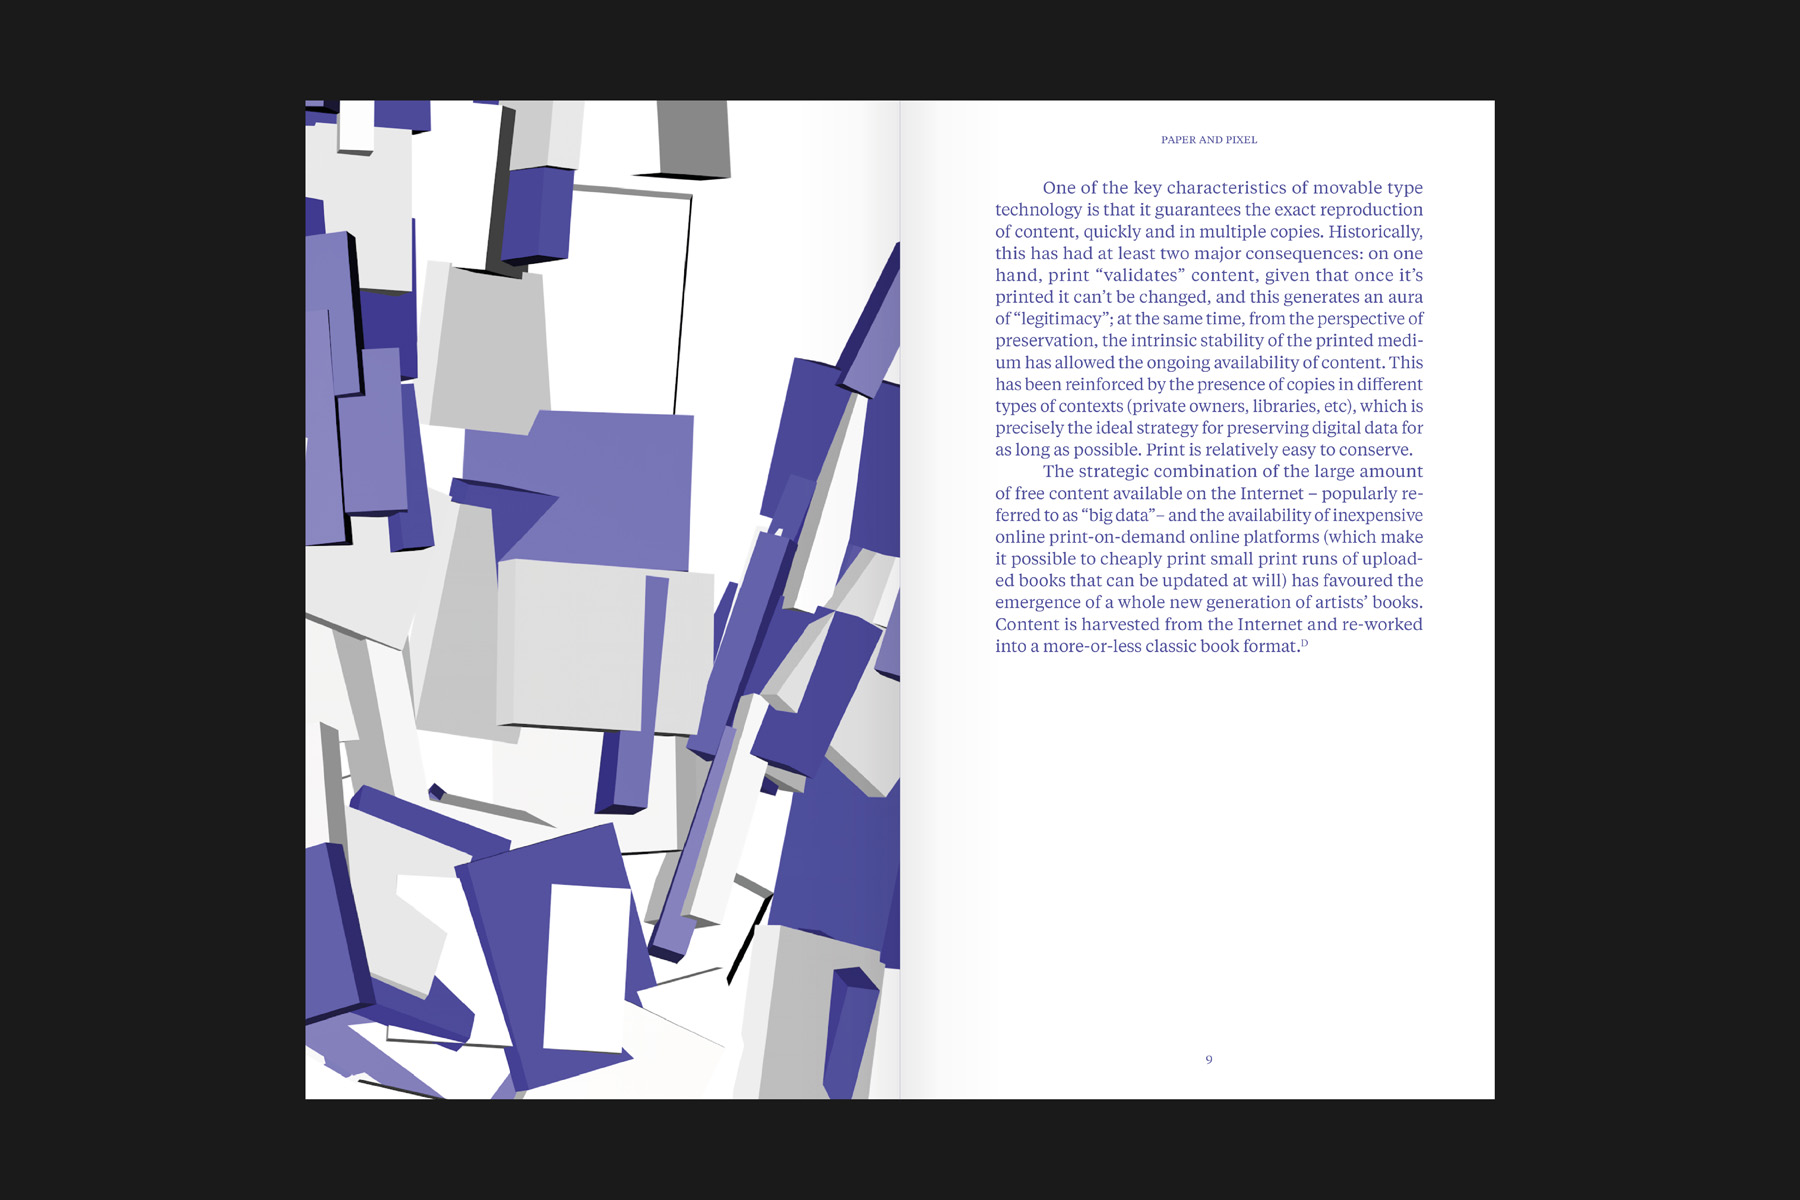 PAPER AND PIXEL
One of the key characteristics of movable type
technology is that it guarantees the exact reproduction
of content, quickly and in multiple copies. Historically,
this has had at least two major consequences: on one
hand, print “validates” content, given that once it’s
printed it can’t be changed, and this generates an aura
of “legitimacy”; at the same time, from the perspective of
preservation, the intrinsic stability of the printed medi-
um has allowed the ongoing availability of content. This
has been reinforced by the presence of copies in different
types of contexts (private owners, libraries, etc), which is
precisely the ideal strategy for preserving digital data for
as long as possible. Print is relatively easy to conserve.
The strategic combination of the large amount
of free content available on the Internet – popularly re-
ferred to as “big data”– and the availability of inexpensive
online print-on-demand online platforms (which make
it possible to cheaply print small print runs of upload-
ed books that can be updated at will) has favoured the
emergence of a whole new generation of artists’ books.
Content is harvested from the Internet and re-worked
into a more-or-less classic book format.ᴰ
9